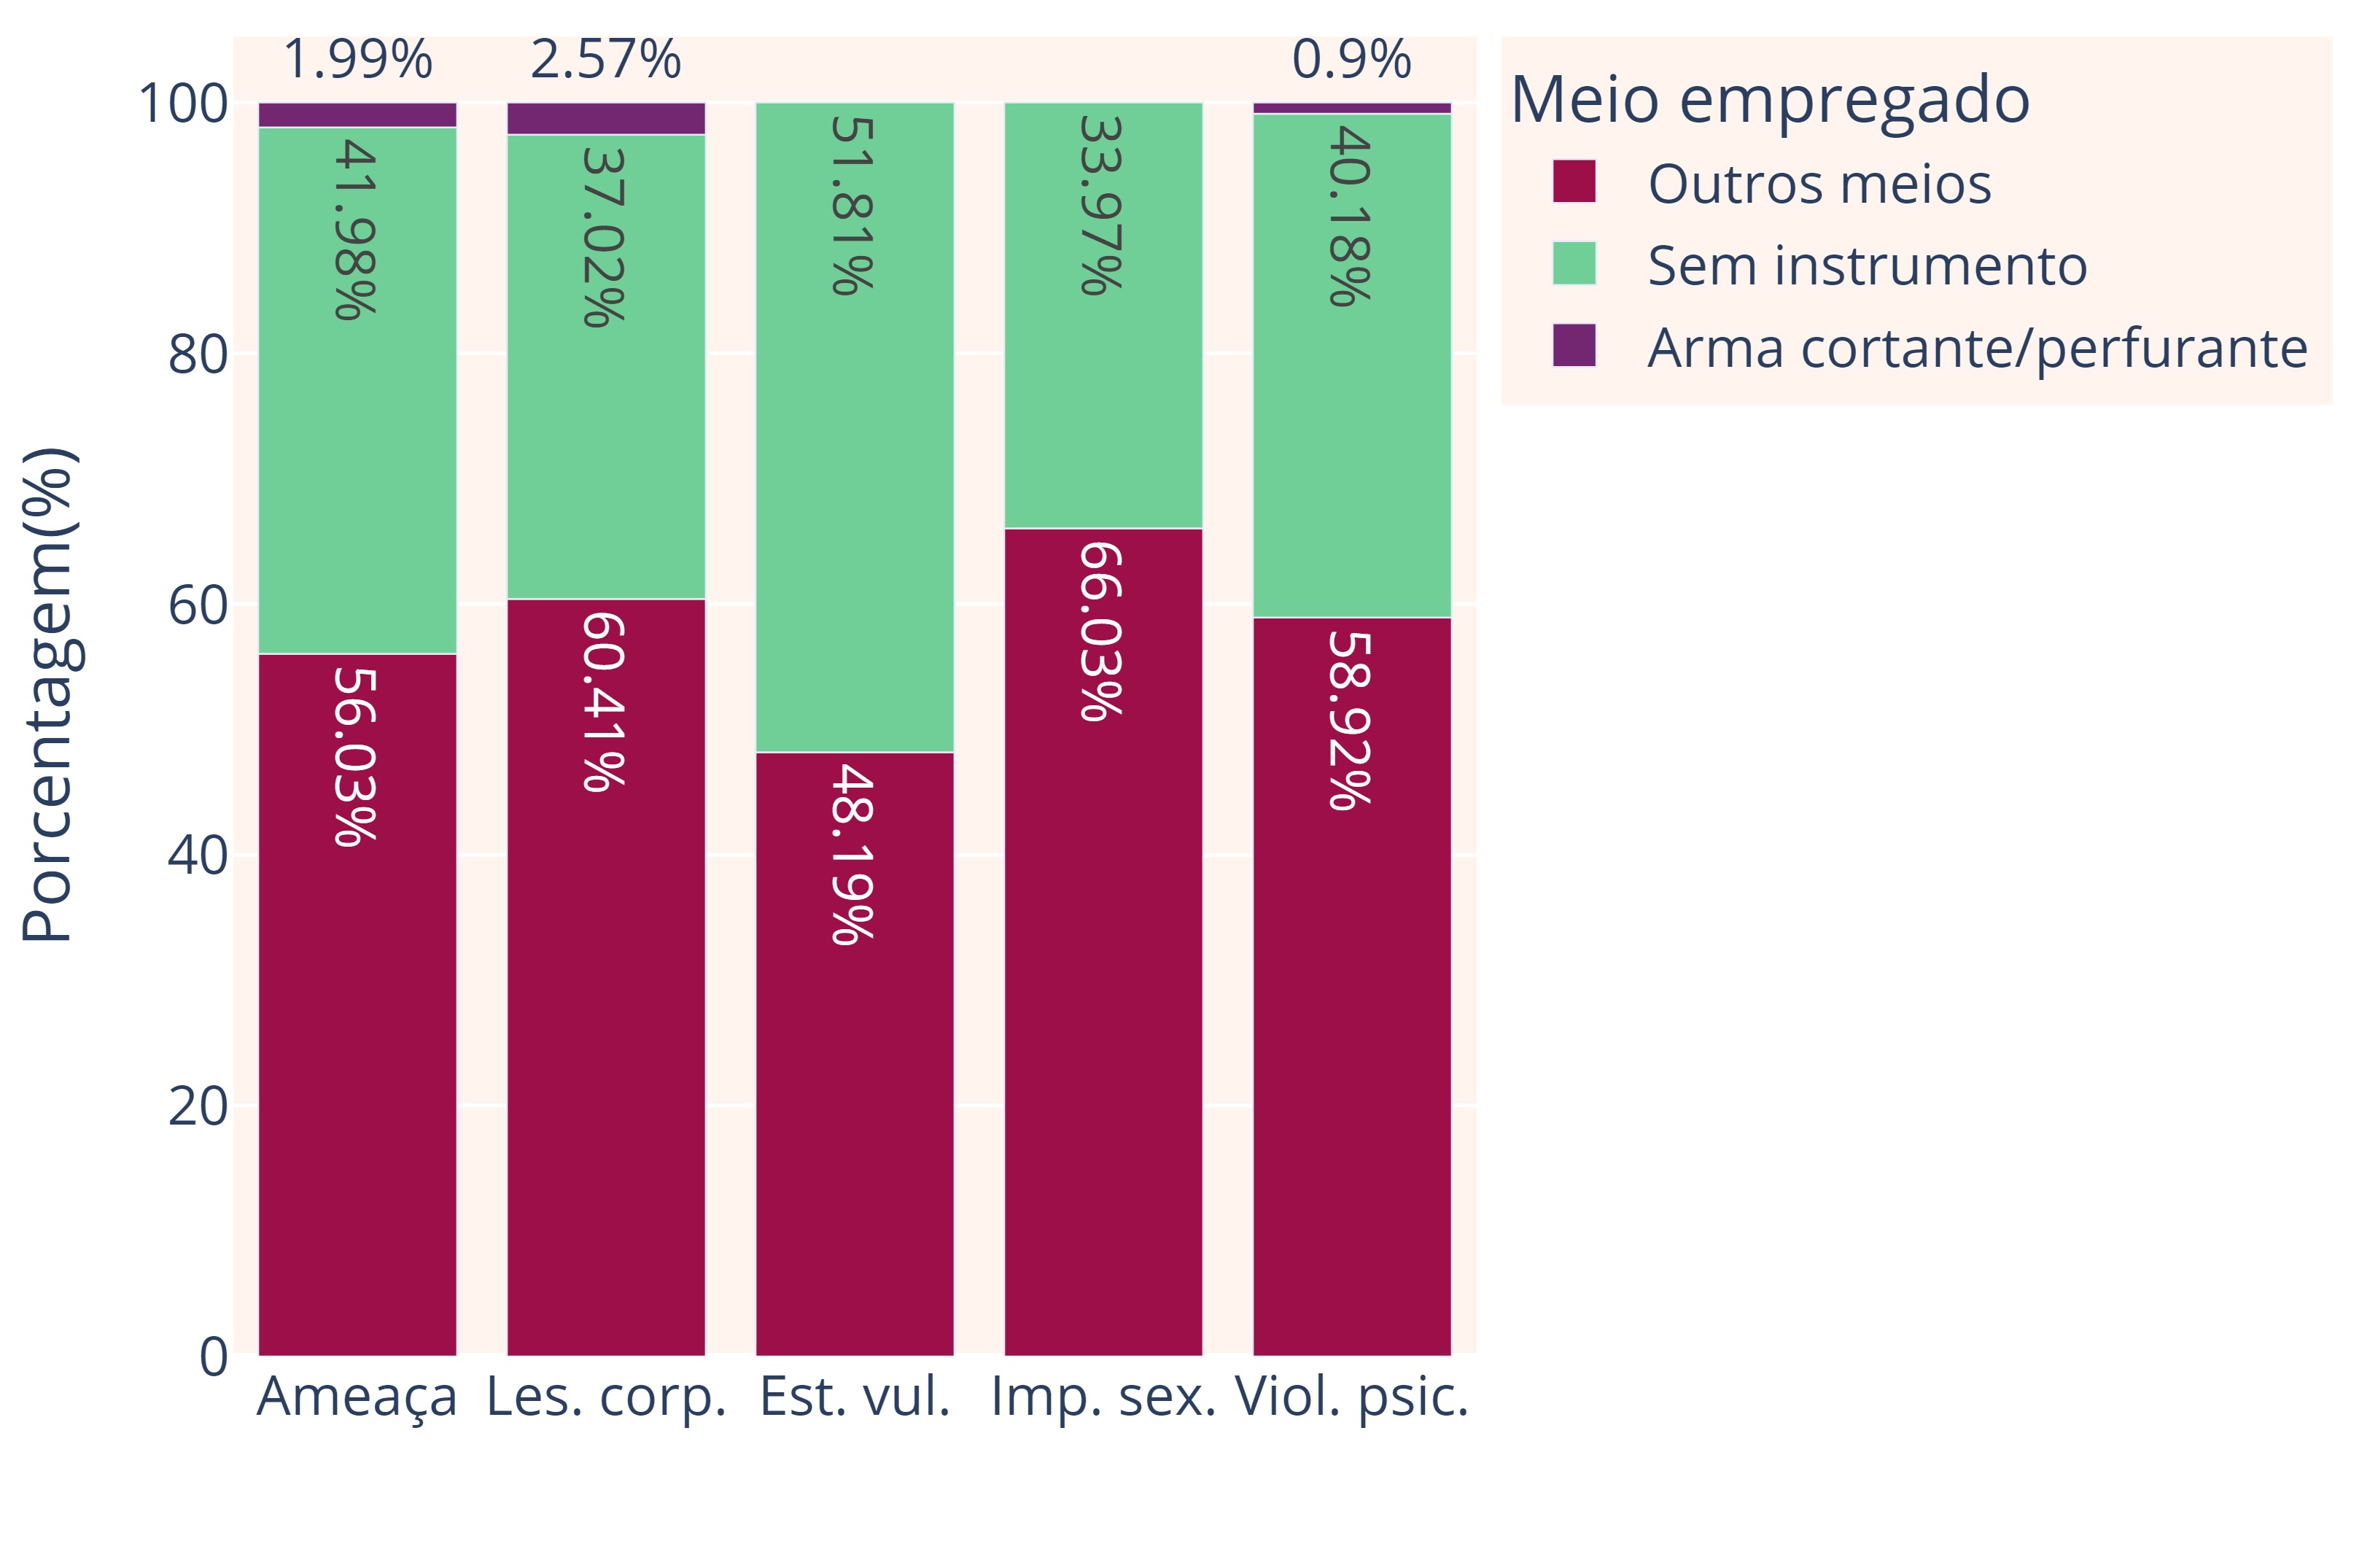 1.99% 2.57% 0.9%
Meio empregado
Outros meios
Sem instrumento
Arma cortante/perfurante
Porcentagem(%)
100
80
60
40
20
0
41.98% 37.02% 51.81% 33.97% 40.18%
56.03% 60.41% 48.19% 66.03% 58.92%
Ameaça Les. corp. Est. vul. Imp. sex. Viol. psic.